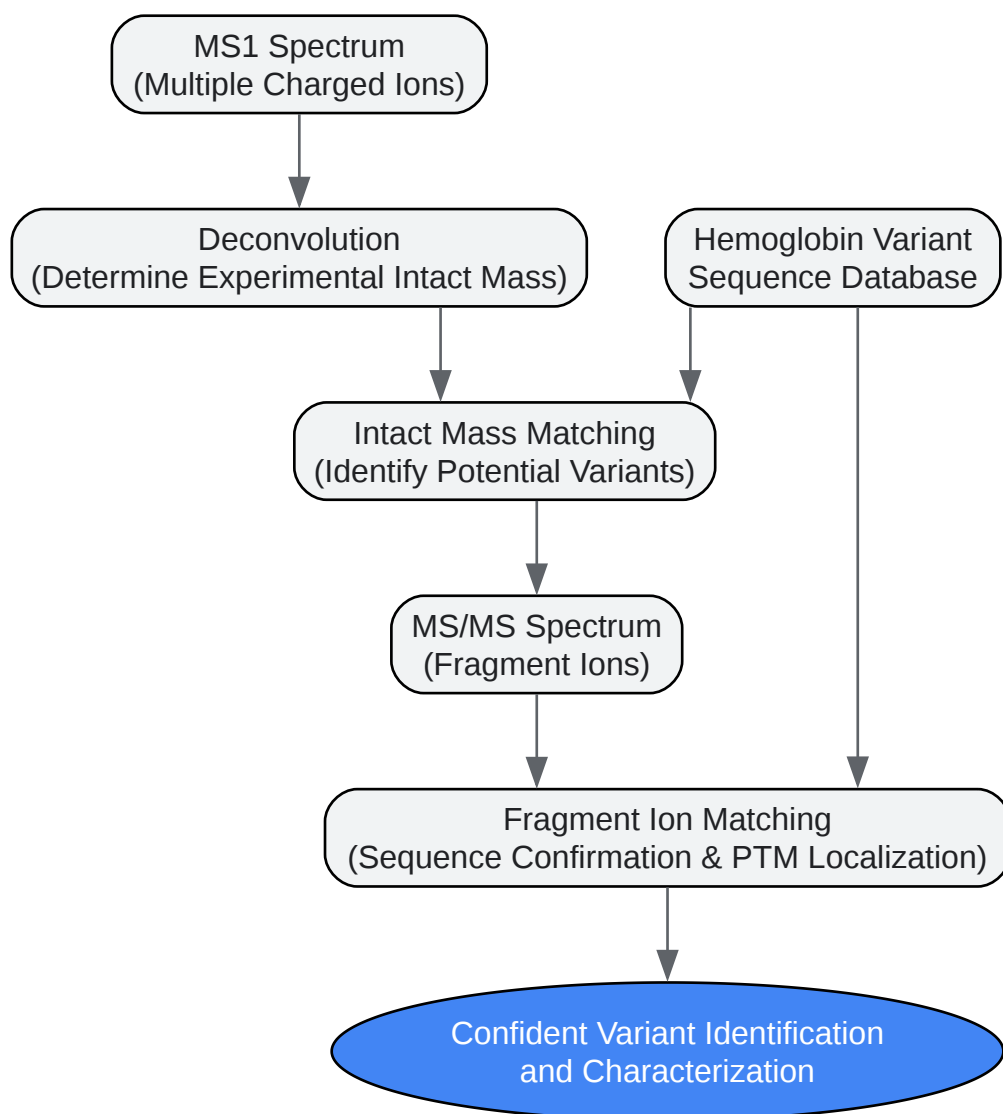 MS1 Spectrum
(Multiple Charged Ions)
Deconvolution
(Determine Experimental Intact Mass)
Hemoglobin Variant
Sequence Database
Intact Mass Matching
(Identify Potential Variants)
MS/MS Spectrum
(Fragment Ions)
Fragment Ion Matching
(Sequence Confirmation & PTM Localization)
Confident Variant Identification
and Characterization